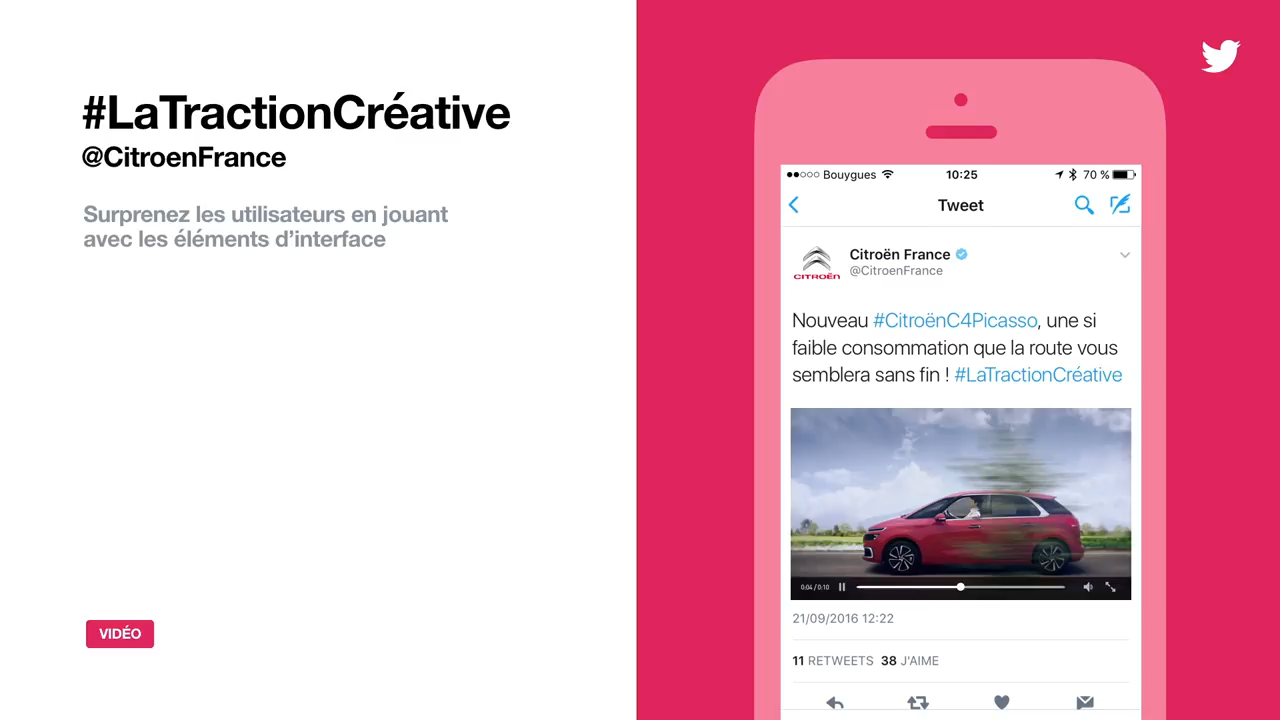 #LaTractionCréative
@CitroenFrance
Surprenez les utilisateurs en jouant
avec les éléments d'interface
VIDÉO
Bouygues 10:25 70 %
Tweet
CITROËN
Citroën France
@CitroenFrance
Nouveau #CitroënC4Picasso, une si
faible consommation que la route vous
semblera sans fin ! #LaTractionCréative
0:04 / 0:10
21/09/2016 12:22
11 RETWEETS 38 J'AIME